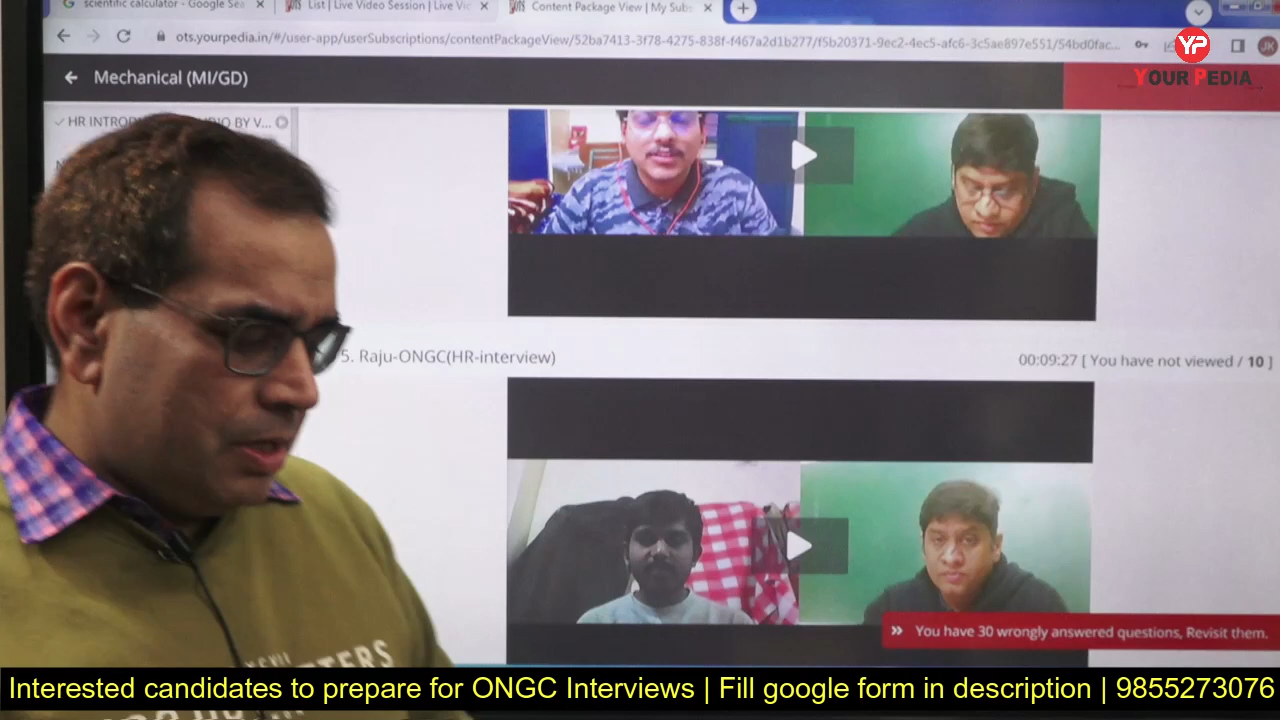 scientific calculator - Google Sea
List | Live Video Session | Live Vi
Content Package View | My Subs
ots.yourpedia.in/#/user-app/userSubscriptions/contentPackageView/52ba7413-3f78-4275-838f-f467a2d1b277/f5b20371-9ec2-4ec5-afc6-3c5ae897e551/54bd0fac...
JK
YP
YOUR PEDIA
Mechanical (MI/GD)
5. Raju-ONGC(HR-interview)
00:09:27 [ You have not viewed / 10 ]
You have 30 wrongly answered questions, Revisit them.
Interested candidates to prepare for ONGC Interviews | Fill google form in description | 9855273076